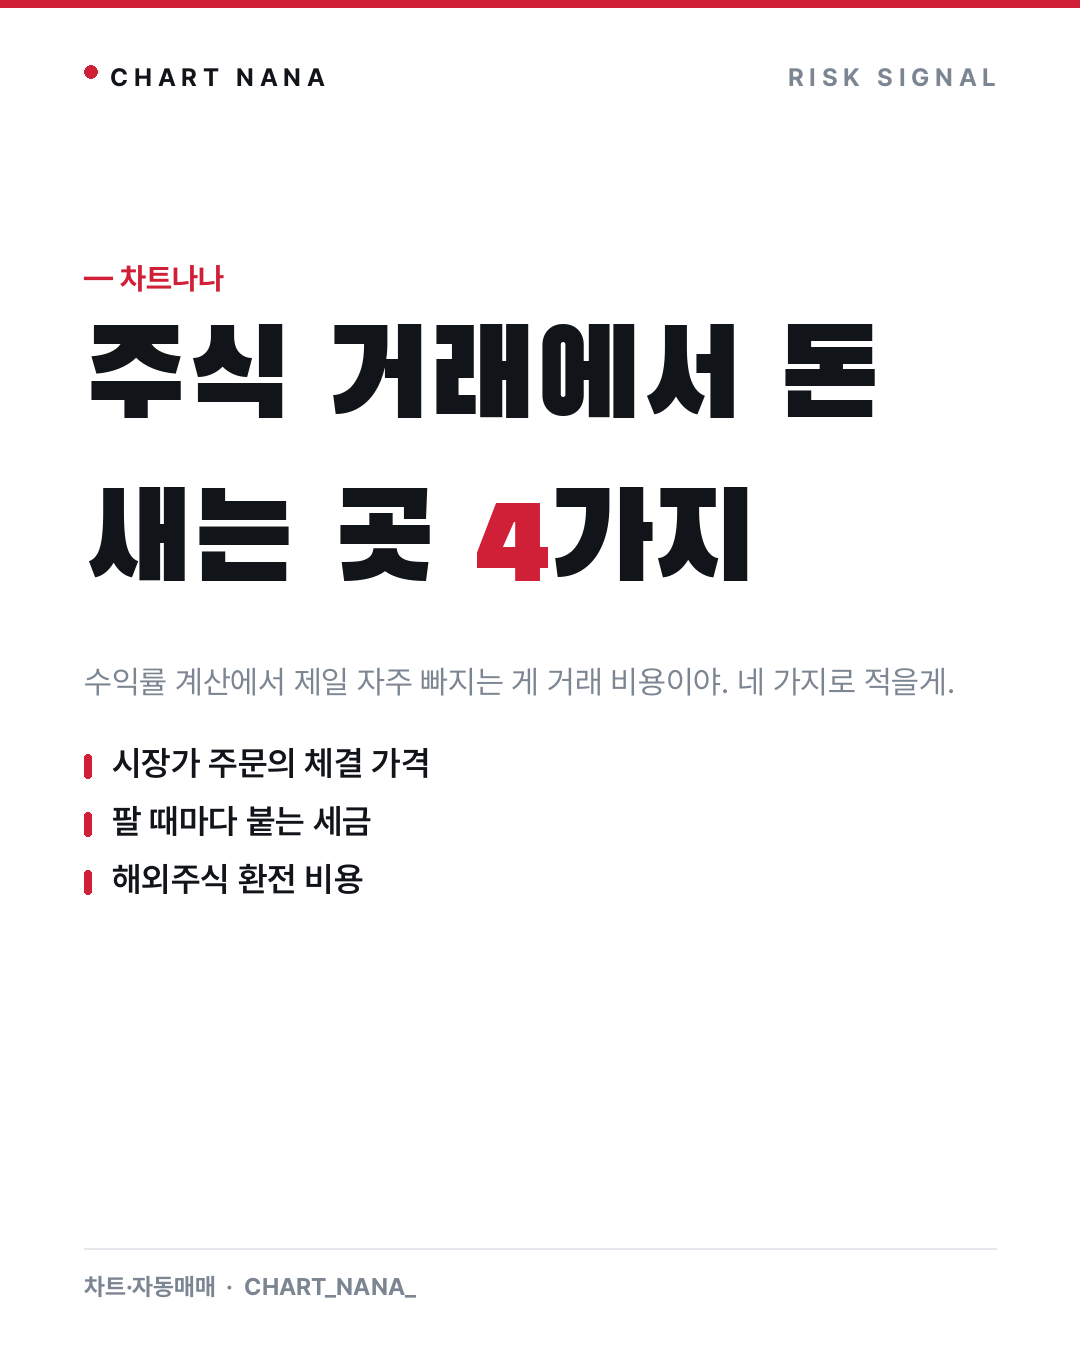 CHART NANA
RISK SIGNAL
— 차트나나
주식 거래에서 돈
새는 곳 4가지
수익률 계산에서 제일 자주 빠지는 게 거래 비용이야. 네 가지로 적을게.
시장가 주문의 체결 가격
팔 때마다 붙는 세금
해외주식 환전 비용
차트·자동매매 · CHART_NANA_